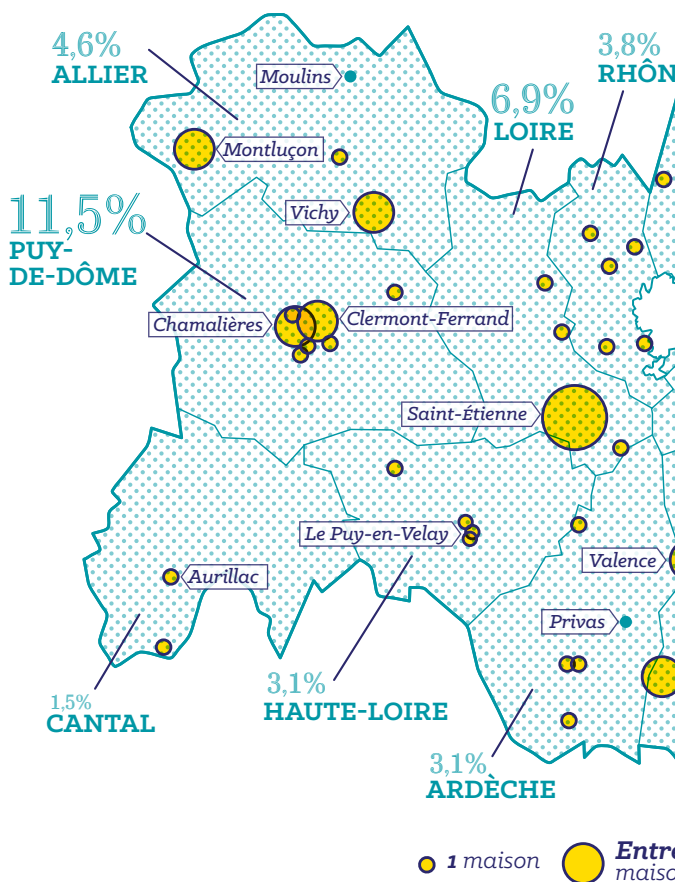 4,6%
ALLIER
Moulins
3,8%
RHÔN
6,9%
LOIRE
Montluçon
11,5%
PUY-
DE-DÔME
Vichy
Chamalières
Clermont-Ferrand
Saint-Étienne
Le Puy-en-Velay
Valence
Aurillac
Privas
1,5%
CANTAL
3,1%
HAUTE-LOIRE
3,1%
ARDÈCHE
1 maison
Entre
maiso